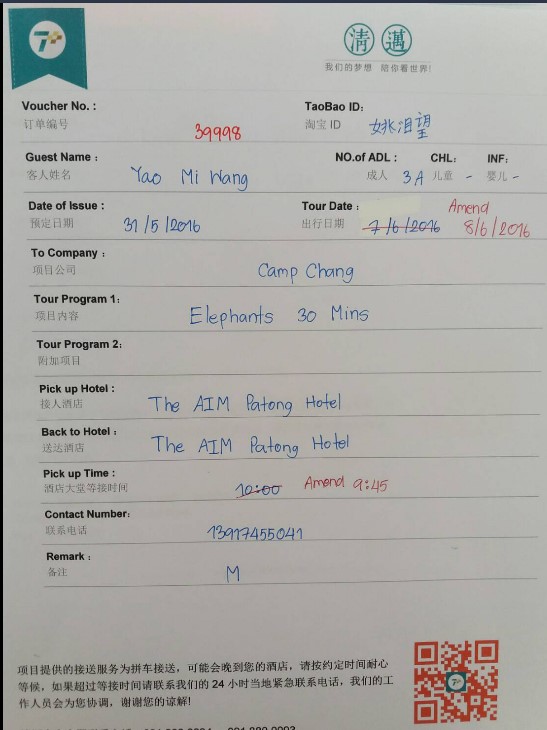 7+
清 邁
我们的梦想 陪你看世界!
Voucher No. :
订单编号 39998
TaoBao ID:
淘宝 ID
Guest Name :
客人姓名 Yao Mi Wang
NO.of ADL : CHL: INF:
成人 3A 儿童 - 婴儿 -
Date of Issue :
预定日期 31/5/2016
Tour Date : Amend
出行日期 7/6/2016 8/6/2016
To Company :
项目公司 Camp Chang
Tour Program 1:
项目内容 Elephants 30 Mins
Tour Program 2:
附加项目
Pick up Hotel :
接人酒店 The AIM Patong Hotel
Back to Hotel :
送达酒店 The AIM Patong Hotel
Pick up Time :
酒店大堂等接时间 10:00 Amend 9:45
Contact Number:
联系电话 13917455041
Remark :
备注 M
项目提供的接送服务为拼车接送，可能会晚到您的酒店，请按约定时间耐心
等候，如果超过等接时间请联系我们的 24 小时当地紧急联系电话，我们的工
作人员会为您协调，谢谢您的谅解!